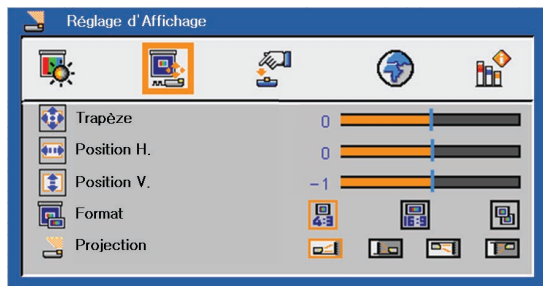 Réglage d'Affichage
Trapèze 0
Position H. 0
Position V. -1
Format 4:3 16:9
Projection